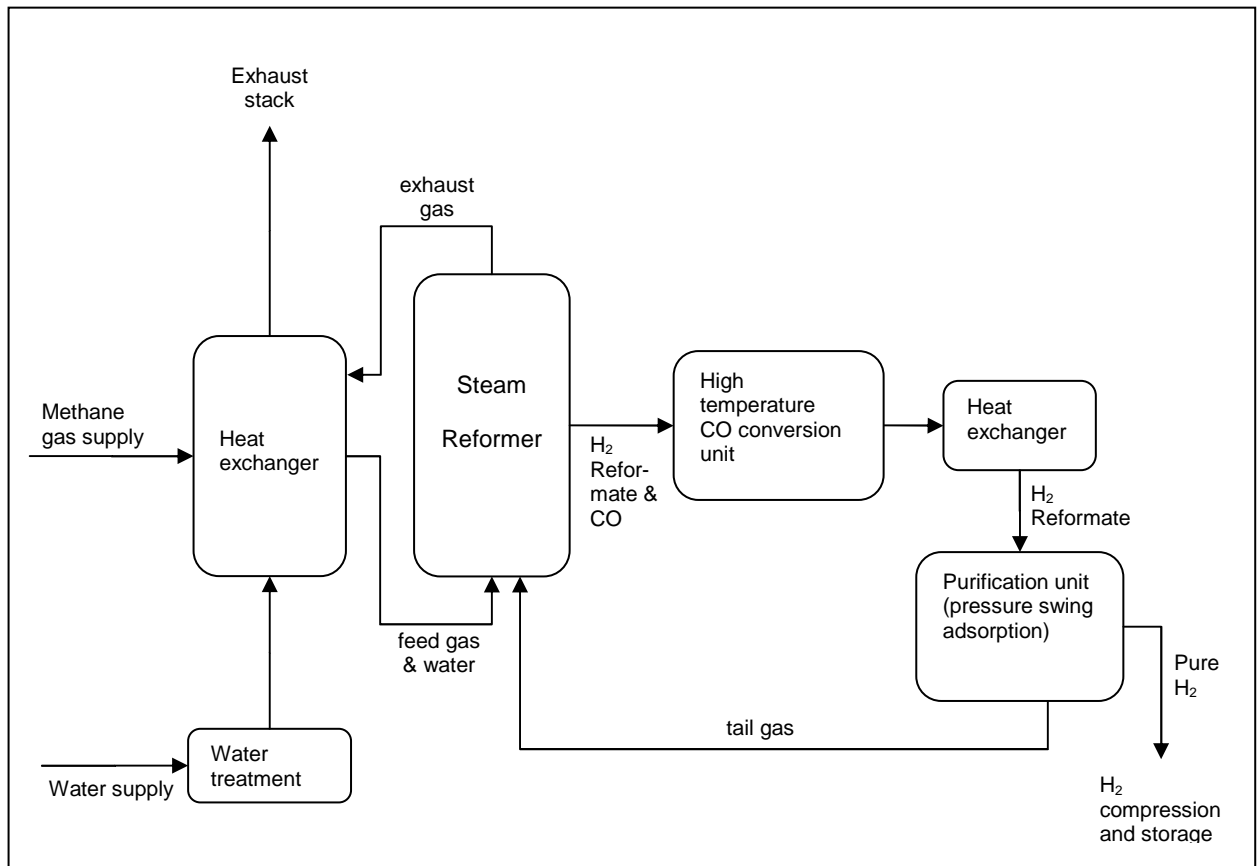 Exhaust
stack
exhaust
gas
Methane
gas supply
Heat
exchanger
Steam
Reformer
High
temperature
CO conversion
unit
Heat
exchanger
H₂
Refor-
mate &
CO
H₂
Reformate
Purification unit
(pressure swing
adsorption)
feed gas
& water
Pure
H₂
tail gas
Water
treatment
Water supply
H₂
compression
and storage